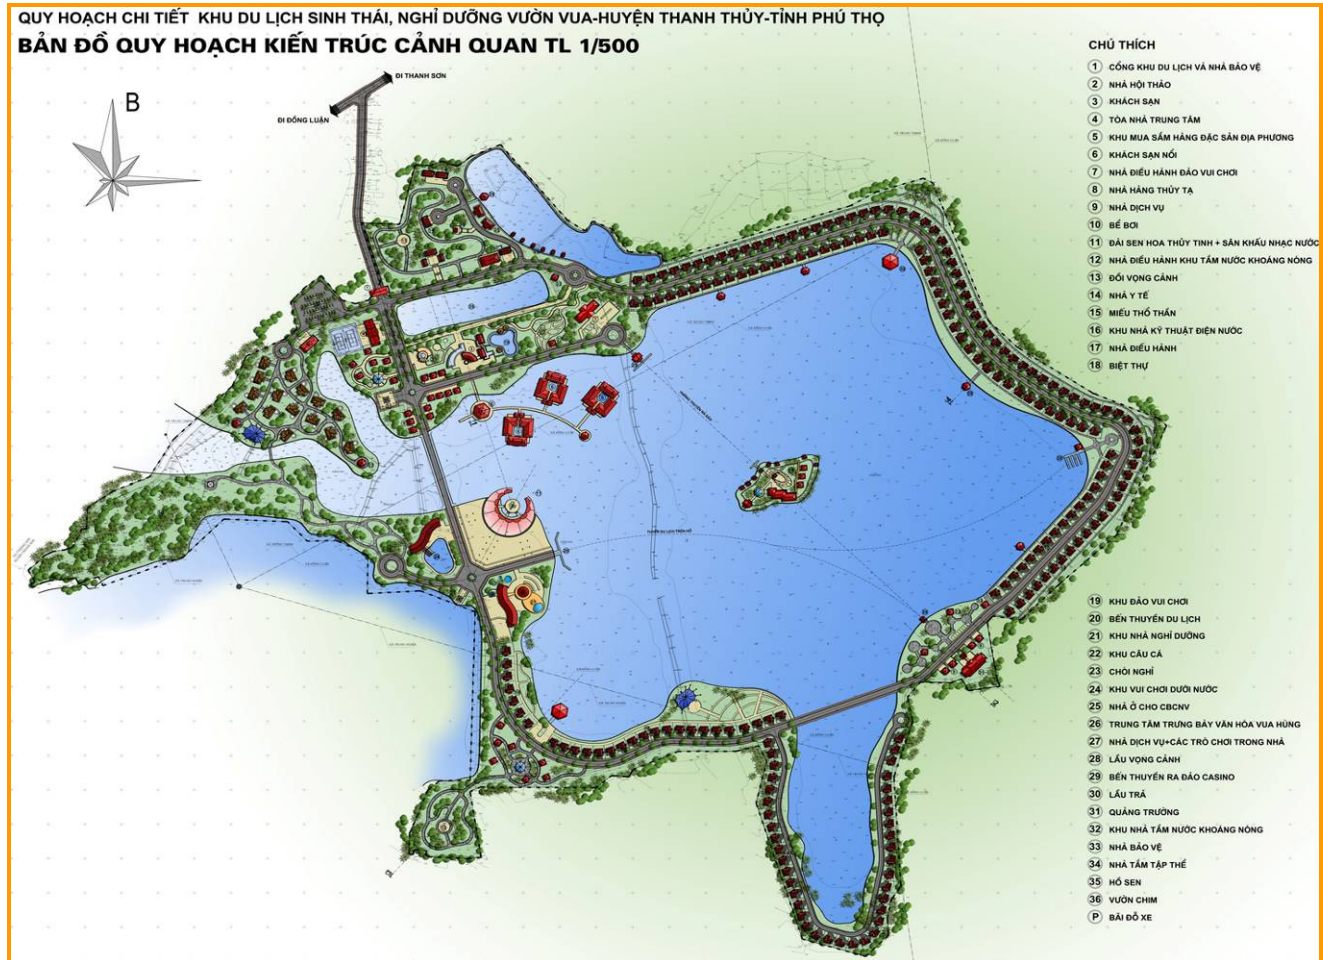 QUY HOẠCH CHI TIẾT KHU DU LỊCH SINH THÁI, NGHỈ DƯỠNG VƯỜN VUA-HUYỆN THANH THỦY-TỈNH PHÚ THỌ
BẢN ĐỒ QUY HOẠCH KIẾN TRÚC CẢNH QUAN TL 1/500
B
ĐI THANH SƠN
ĐI ĐỒNG LUẬN
CHÚ THÍCH
1 CỔNG KHU DU LỊCH VÀ NHÀ BẢO VỆ
2 NHÀ HỘI THẢO
3 KHÁCH SẠN
4 TÒA NHÀ TRUNG TÂM
5 KHU MUA SẮM HÀNG ĐẶC SẢN ĐỊA PHƯƠNG
6 KHÁCH SẠN NỔI
7 NHÀ ĐIỀU HÀNH ĐẢO VUI CHƠI
8 NHÀ HÀNG THỦY TẠ
9 NHÀ DỊCH VỤ
10 BỂ BƠI
11 ĐÀI SEN HOA THỦY TINH + SÂN KHẤU NHẠC NƯỚC
12 NHÀ ĐIỀU HÀNH KHU TẮM NƯỚC KHOÁNG NÓNG
13 ĐỒI VỌNG CẢNH
14 NHÀ Y TẾ
15 MIẾU THỔ THẦN
16 KHU NHÀ KỸ THUẬT ĐIỆN NƯỚC
17 NHÀ ĐIỀU HÀNH
18 BIỆT THỰ
19 KHU ĐẢO VUI CHƠI
20 BẾN THUYỀN DU LỊCH
21 KHU NHÀ NGHỈ DƯỠNG
22 KHU CÂU CÁ
23 CHÒI NGHỈ
24 KHU VUI CHƠI DƯỚI NƯỚC
25 NHÀ Ở CHO CBCNV
26 TRUNG TÂM TRƯNG BÀY VĂN HÓA VUA HÙNG
27 NHÀ DỊCH VỤ+CÁC TRÒ CHƠI TRONG NHÀ
28 LẦU VỌNG CẢNH
29 BẾN THUYỀN RA ĐẢO CASINO
30 LẦU TRÀ
31 QUẢNG TRƯỜNG
32 KHU NHÀ TẮM NƯỚC KHOÁNG NÓNG
33 NHÀ BẢO VỆ
34 NHÀ TẮM TẬP THỂ
35 HỒ SEN
36 VƯỜN CHIM
P BÃI ĐỖ XE